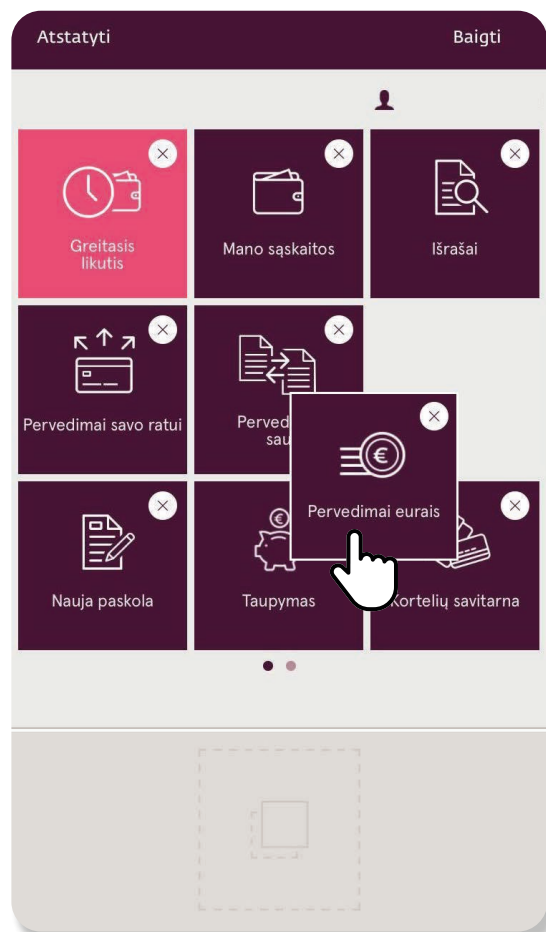 Atstatyti
Baigti
Greitasis
likutis
Mano sąskaitos
Išrašai
Pervedimai savo ratui
Perved
sau
Pervedimai eurais
Nauja paskola
Taupymas
Kortelių savitarna